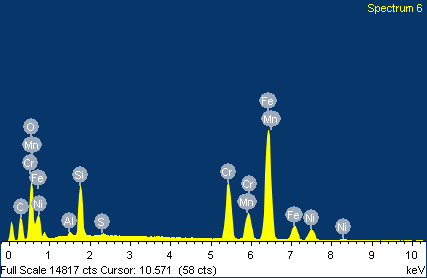 Spectrum 6
Fe
O
Mn
Mn
Cr
Si
Cr
Cr
Fe
C
Ni
Mn
Al
S
Fe
Ni
Ni
0 1 2 3 4 5 6 7 8 9 10
Full Scale 14817 cts Cursor: 10.571 (58 cts) keV